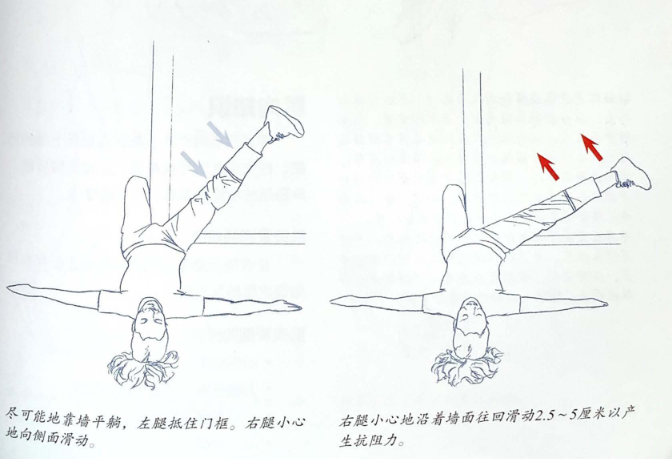 尽可能地靠墙平躺，左腿抵住门框。右腿小心
地向侧面滑动。
右腿小心地沿着墙面往回滑动2.5～5厘米以产
生抗阻力。